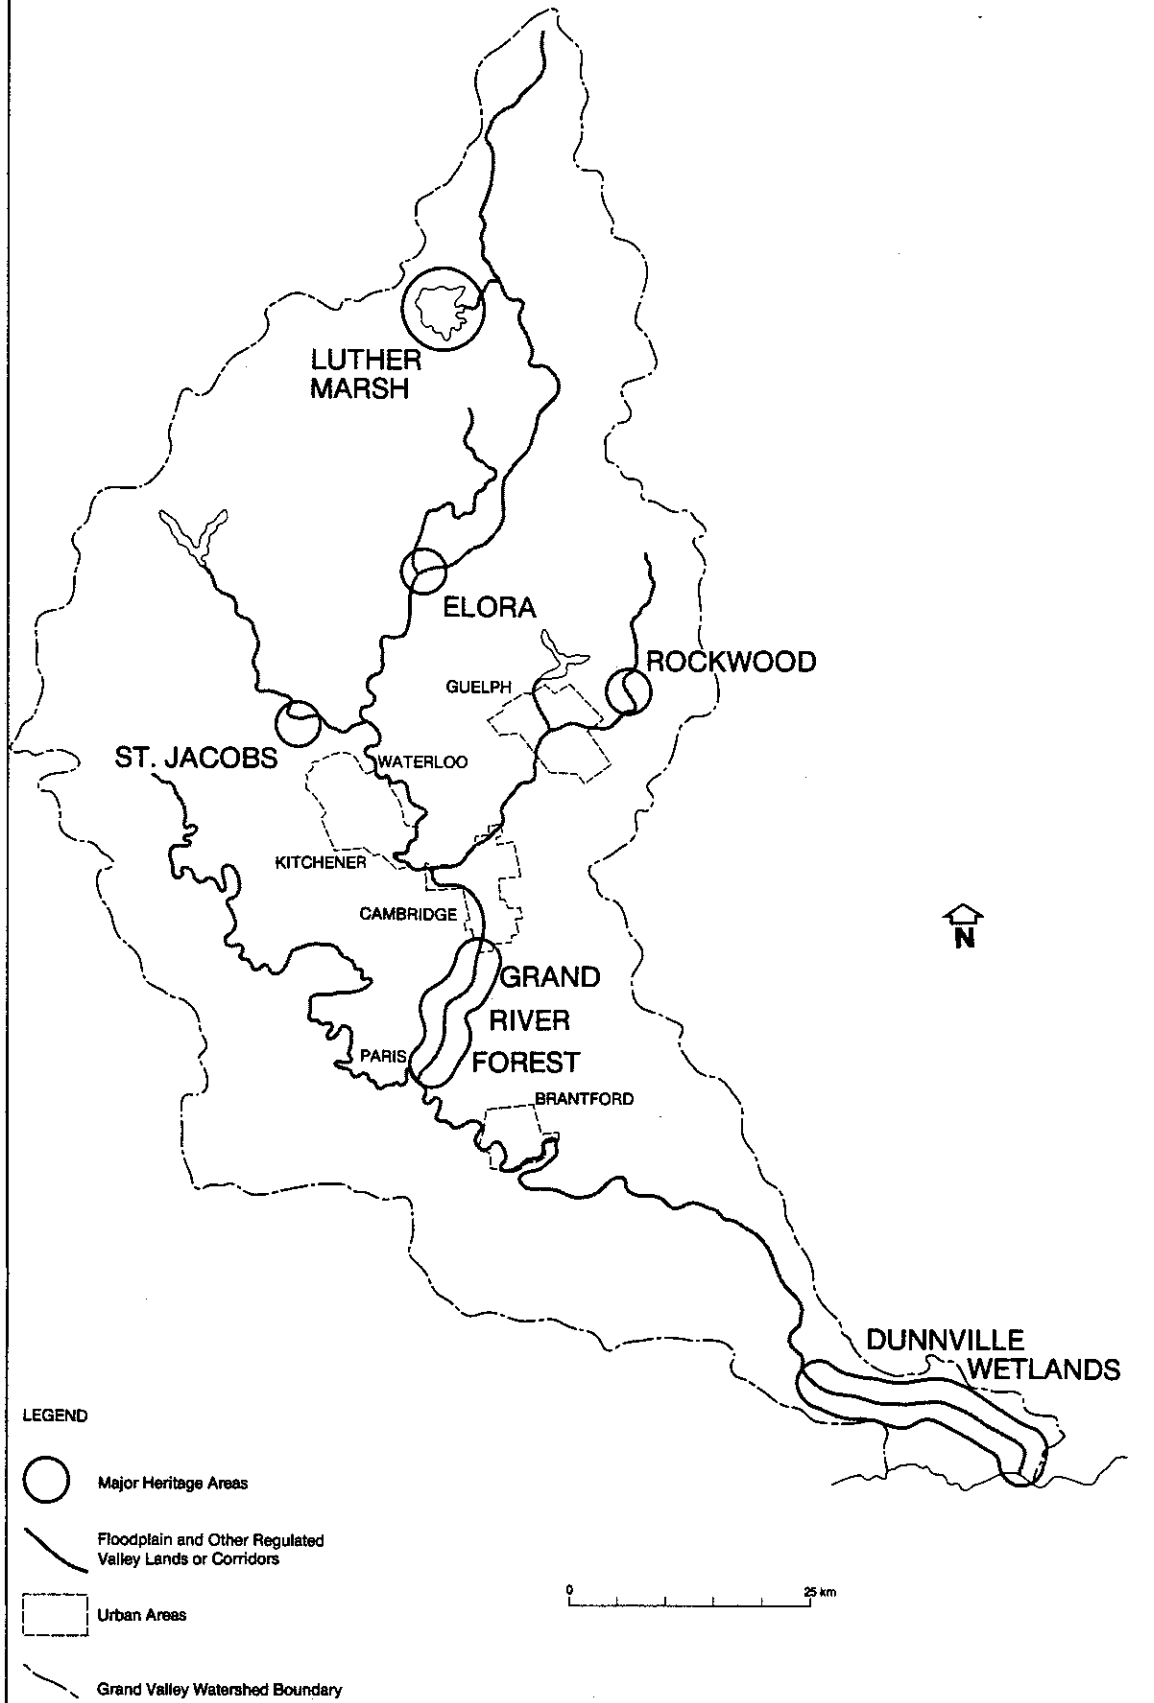 LUTHER
MARSH
ELORA
ROCKWOOD
GUELPH
ST. JACOBS
WATERLOO
KITCHENER
CAMBRIDGE
N
GRAND
RIVER
FOREST
PARIS
BRANTFORD
DUNNVILLE
WETLANDS
LEGEND
Major Heritage Areas
Floodplain and Other Regulated
Valley Lands or Corridors
Urban Areas
Grand Valley Watershed Boundary
0 25 km